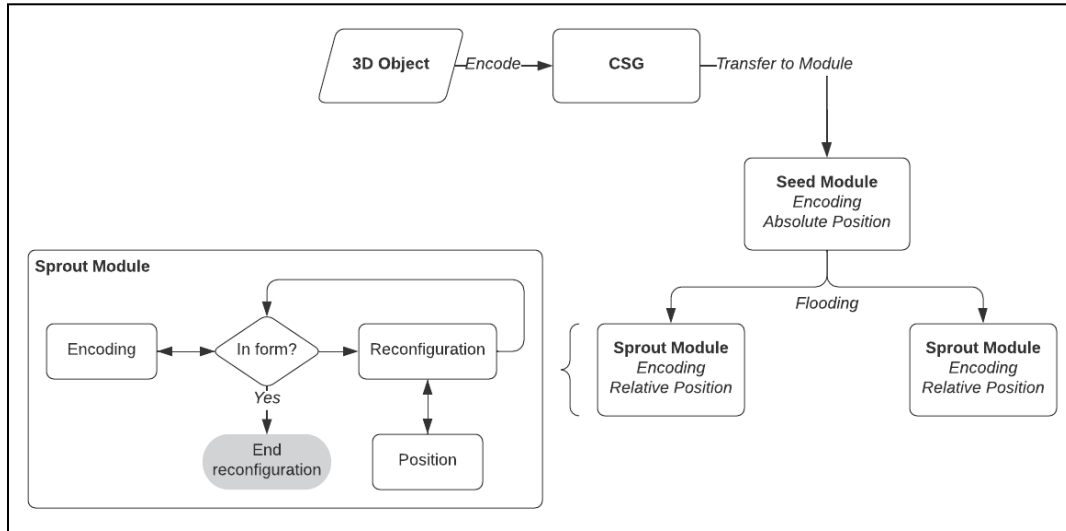 3D Object
Encode
CSG
Transfer to Module
Seed Module
Encoding
Absolute Position
Flooding
Sprout Module
Encoding
Relative Position
Sprout Module
Encoding
Relative Position
Sprout Module
Encoding
In form?
Reconfiguration
Yes
End
reconfiguration
Position